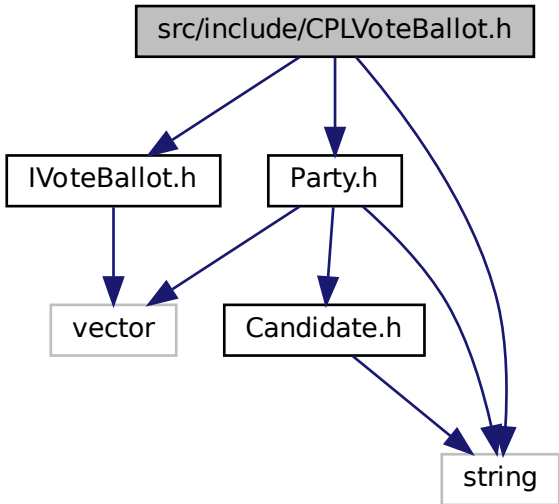 src/include/CPLVoteBallot.h
IVoteBallot.h
Party.h
vector
Candidate.h
string